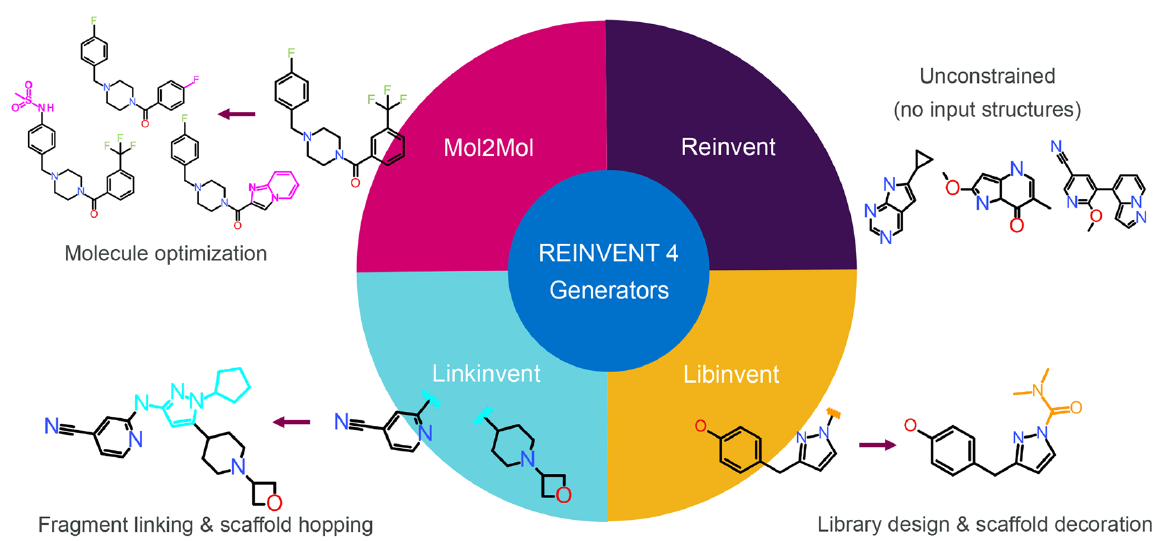 F
F
F
F
F
F
N
N
O
O
S
O
NH
F
N
N
O
F
F
F
N
N
O
F
N
N
O
N
N
Molecule optimization
Mol2Mol
Reinvent
REINVENT 4
Generators
Linkinvent
Libinvent
Unconstrained
(no input structures)
N
N
N
N
O
N
N
O
N
O
N
N
N
N
N
N
N
N
N
O
Fragment linking & scaffold hopping
N
N
N
O
O
N
N
O
N
N
N
O
Library design & scaffold decoration